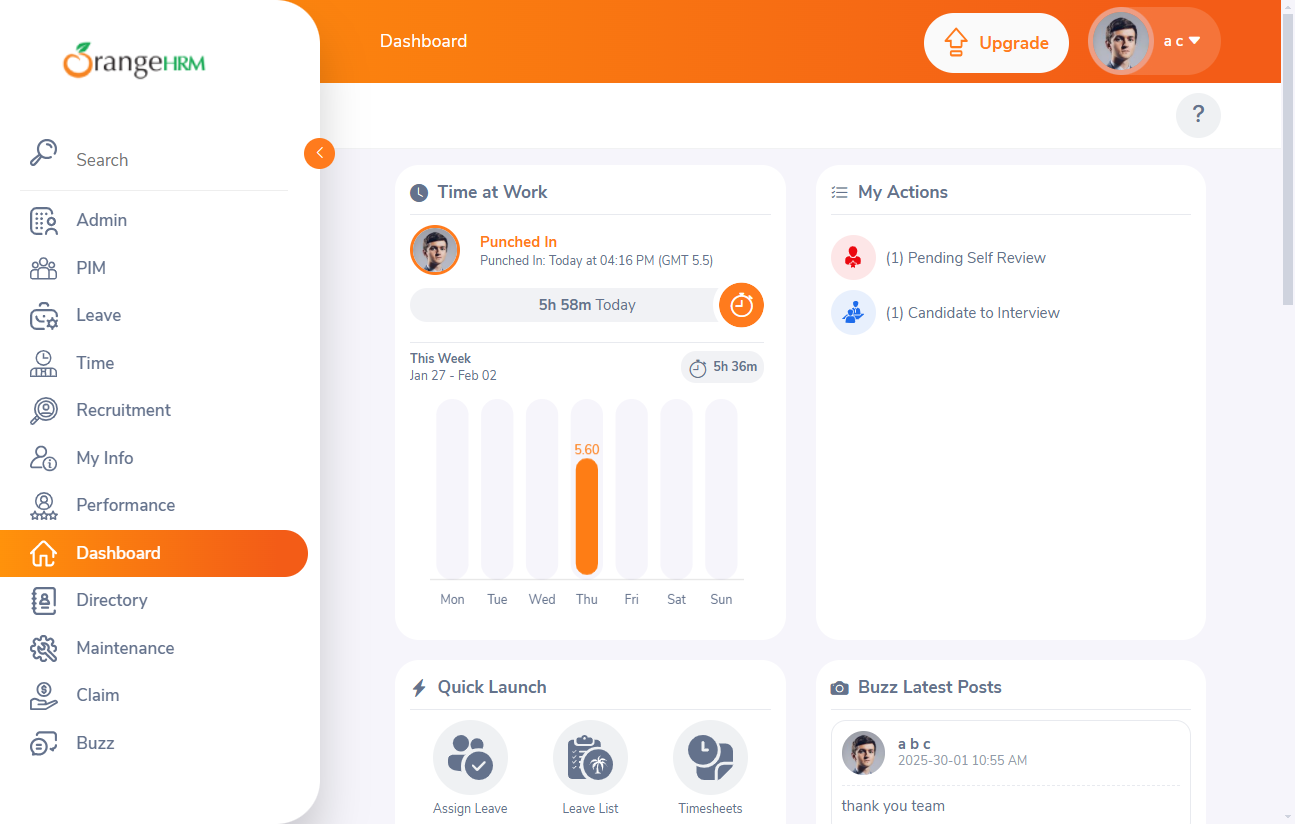 OrangeHRM
Dashboard
Upgrade
a c
?
Search
Admin
PIM
Leave
Time
Recruitment
My Info
Performance
Dashboard
Directory
Maintenance
Claim
Buzz
Time at Work
Punched In
Punched In: Today at 04:16 PM (GMT 5.5)
5h 58m Today
This Week
Jan 27 - Feb 02
5h 36m
5.60
Mon Tue Wed Thu Fri Sat Sun
My Actions
(1) Pending Self Review
(1) Candidate to Interview
Quick Launch
Assign Leave
Leave List
Timesheets
Buzz Latest Posts
a b c
2025-30-01 10:55 AM
thank you team